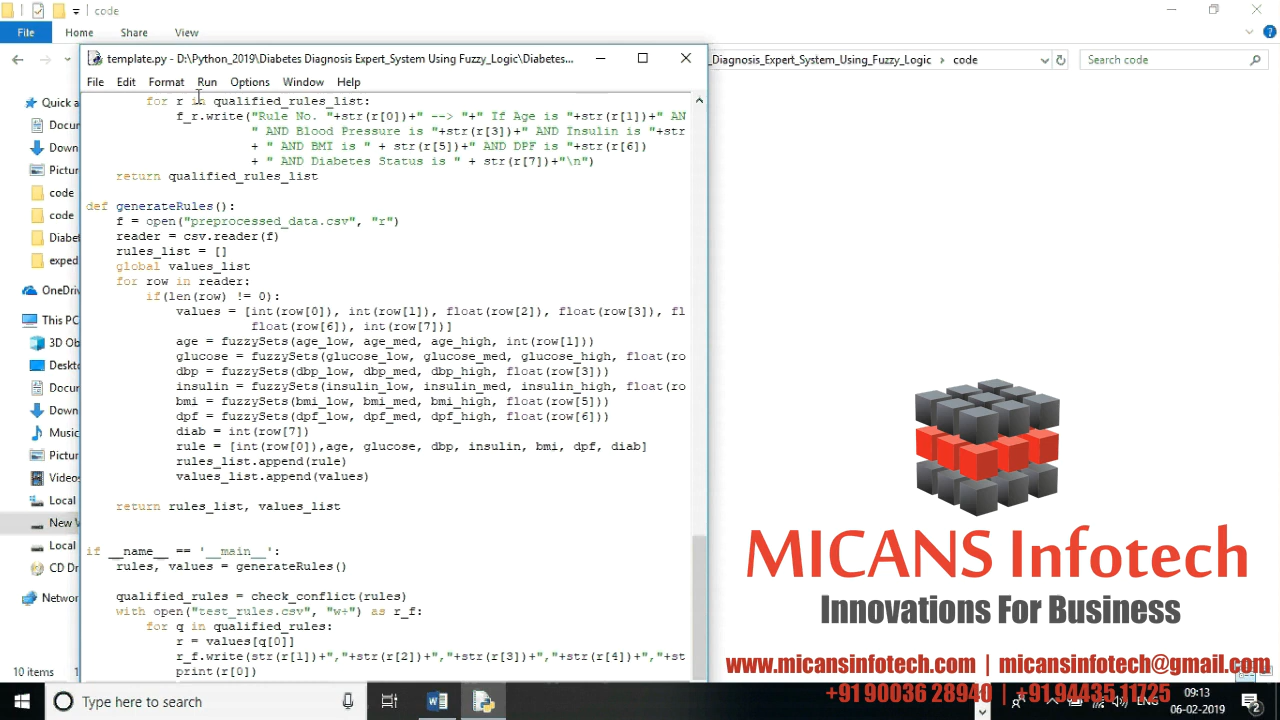 code
File Home Share View
template.py - D:\Python_2019\Diabetes Diagnosis Expert_System Using Fuzzy_Logic\Diabetes...
_Diagnosis_Expert_System_Using_Fuzzy_Logic > code
Search code
File Edit Format Run Options Window Help
Quick a
Docun
Down
Pictur
code
code
Diabet
exped
OneDriv
This PC
3D Obj
Deskto
Docun
Down
Music
Pictur
Videos
Local
New V
Local
CD Dr
Networ
10 items
for r in qualified_rules_list:
f_r.write("Rule No. "+str(r[0])+" --> "+" If Age is "+str(r[1])+" AN
" AND Blood Pressure is "+str(r[3])+" AND Insulin is "+str
+ " AND BMI is " + str(r[5])+" AND DPF is "+str(r[6])
+ " AND Diabetes Status is " + str(r[7])+"\n")
return qualified_rules_list
def generateRules():
f = open("preprocessed_data.csv", "r")
reader = csv.reader(f)
rules_list = []
global values_list
for row in reader:
if(len(row) != 0):
values = [int(row[0]), int(row[1]), float(row[2]), float(row[3]), fl
float(row[6]), int(row[7])]
age = fuzzySets(age_low, age_med, age_high, int(row[1]))
glucose = fuzzySets(glucose_low, glucose_med, glucose_high, float(ro
dbp = fuzzySets(dbp_low, dbp_med, dbp_high, float(row[3]))
insulin = fuzzySets(insulin_low, insulin_med, insulin_high, float(ro
bmi = fuzzySets(bmi_low, bmi_med, bmi_high, float(row[5]))
dpf = fuzzySets(dpf_low, dpf_med, dpf_high, float(row[6]))
diab = int(row[7])
rule = [int(row[0]),age, glucose, dbp, insulin, bmi, dpf, diab]
rules_list.append(rule)
values_list.append(values)
return rules_list, values_list
if __name__ == '__main__':
rules, values = generateRules()
qualified_rules = check_conflict(rules)
with open("test_rules.csv", "w+") as r_f:
for q in qualified_rules:
r = values[q[0]]
r_f.write(str(r[1])+","+str(r[2])+","+str(r[3])+","+str(r[4])+","+st
print(r[0])
MICANS Infotech
Innovations For Business
www.micansinfotech.com | micansinfotech@gmail.com
+91 90036 28940 | +91 94435 11725
Type here to search
ENG
09:13
06-02-2019
2